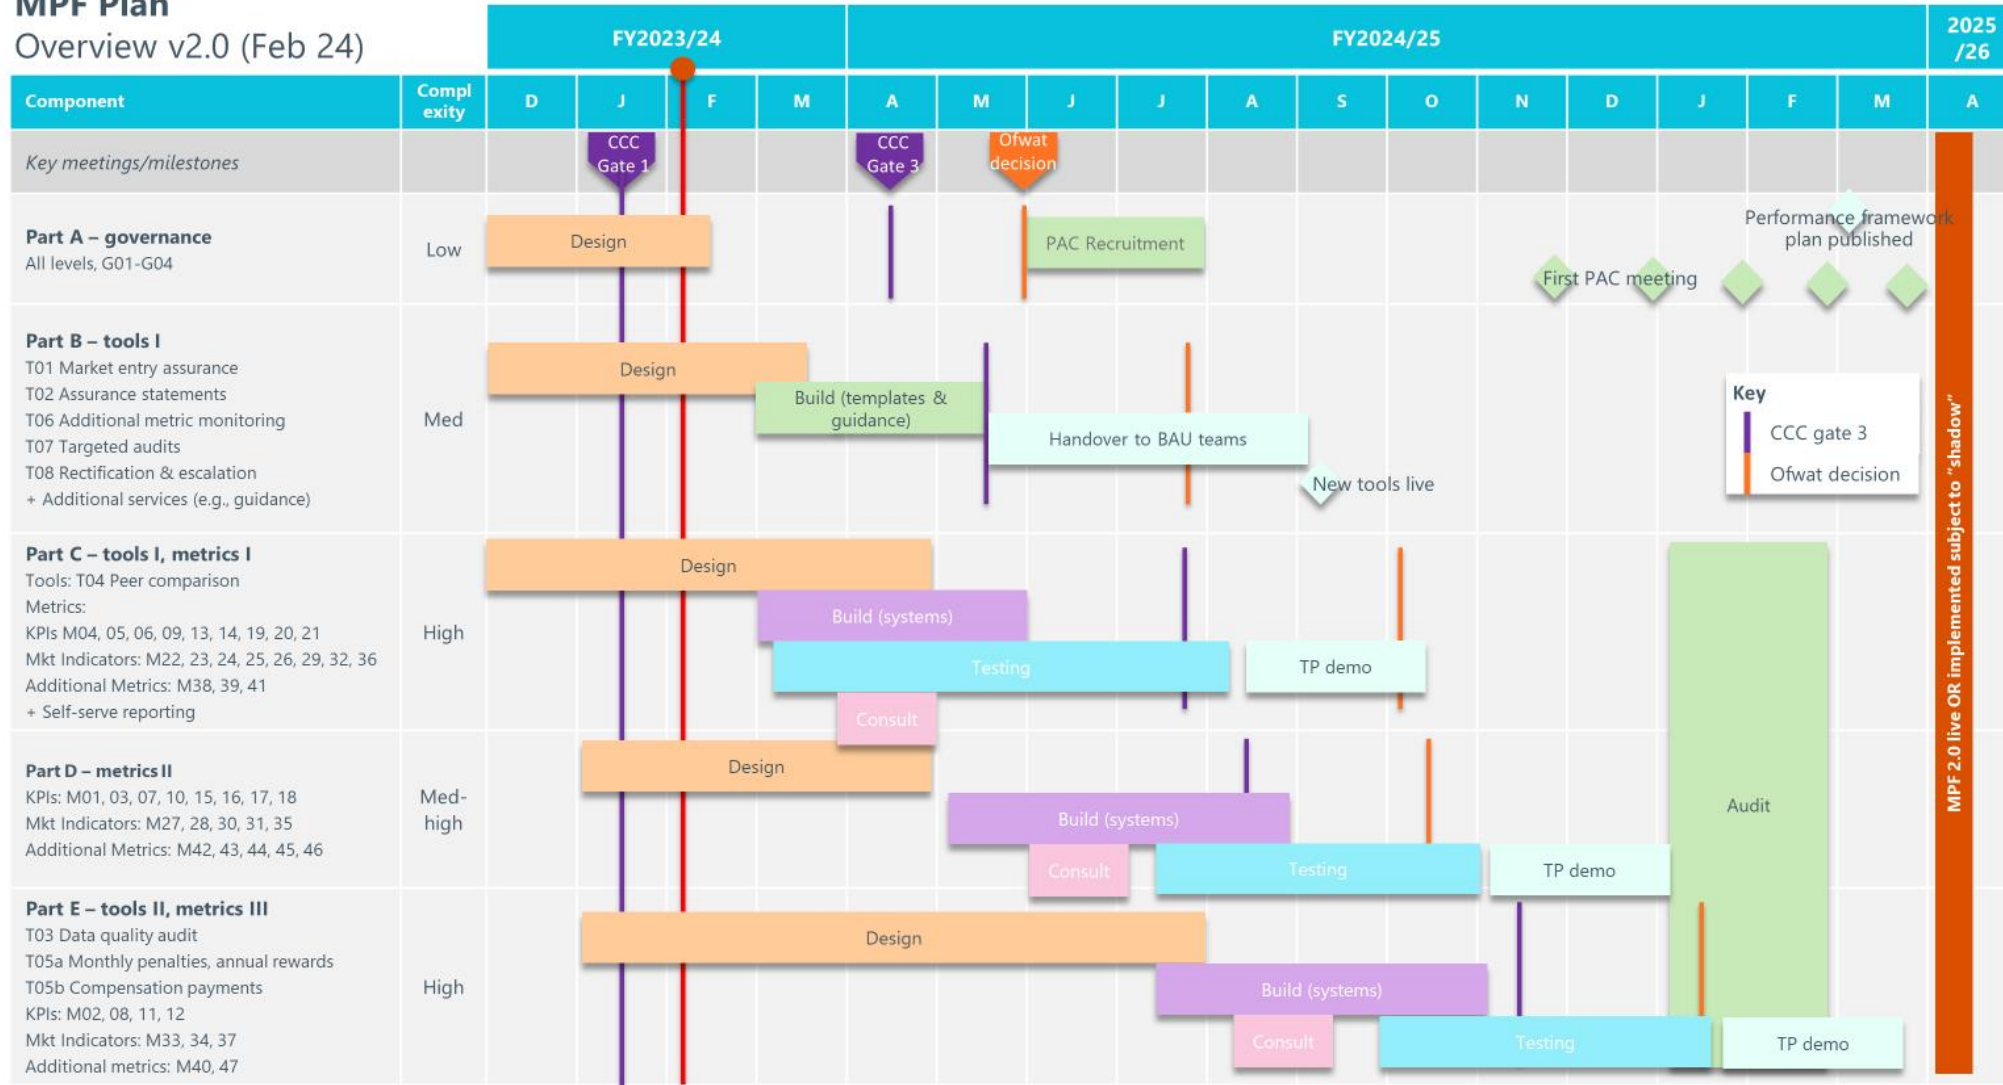 MPF Plan
Overview v2.0 (Feb 24)
FY2023/24
FY2024/25
2025
/26
Component
Compl
exity
D
J
F
M
A
M
J
J
A
S
O
N
D
J
F
M
A
Key meetings/milestones
CCC
Gate 1
CCC
Gate 3
Ofwat
decision
Part A – governance
All levels, G01-G04
Low
Design
PAC Recruitment
Performance framework
plan published
First PAC meeting
Part B – tools I
T01 Market entry assurance
T02 Assurance statements
T06 Additional metric monitoring
T07 Targeted audits
T08 Rectification & escalation
+ Additional services (e.g., guidance)
Med
Design
Build (templates &
guidance)
Handover to BAU teams
New tools live
Key
CCC gate 3
Ofwat decision
Part C – tools I, metrics I
Tools: T04 Peer comparison
Metrics:
KPIs M04, 05, 06, 09, 13, 14, 19, 20, 21
Mkt Indicators: M22, 23, 24, 25, 26, 29, 32, 36
Additional Metrics: M38, 39, 41
+ Self-serve reporting
High
Design
Build (systems)
Testing
TP demo
Consult
Part D – metrics II
KPIs: M01, 03, 07, 10, 15, 16, 17, 18
Mkt Indicators: M27, 28, 30, 31, 35
Additional Metrics: M42, 43, 44, 45, 46
Med-
high
Design
Build (systems)
Consult
Testing
TP demo
Audit
Part E – tools II, metrics III
T03 Data quality audit
T05a Monthly penalties, annual rewards
T05b Compensation payments
KPIs: M02, 08, 11, 12
Mkt Indicators: M33, 34, 37
Additional metrics: M40, 47
High
Design
Build (systems)
Consult
Testing
TP demo
MPF 2.0 live OR implemented subject to "shadow"